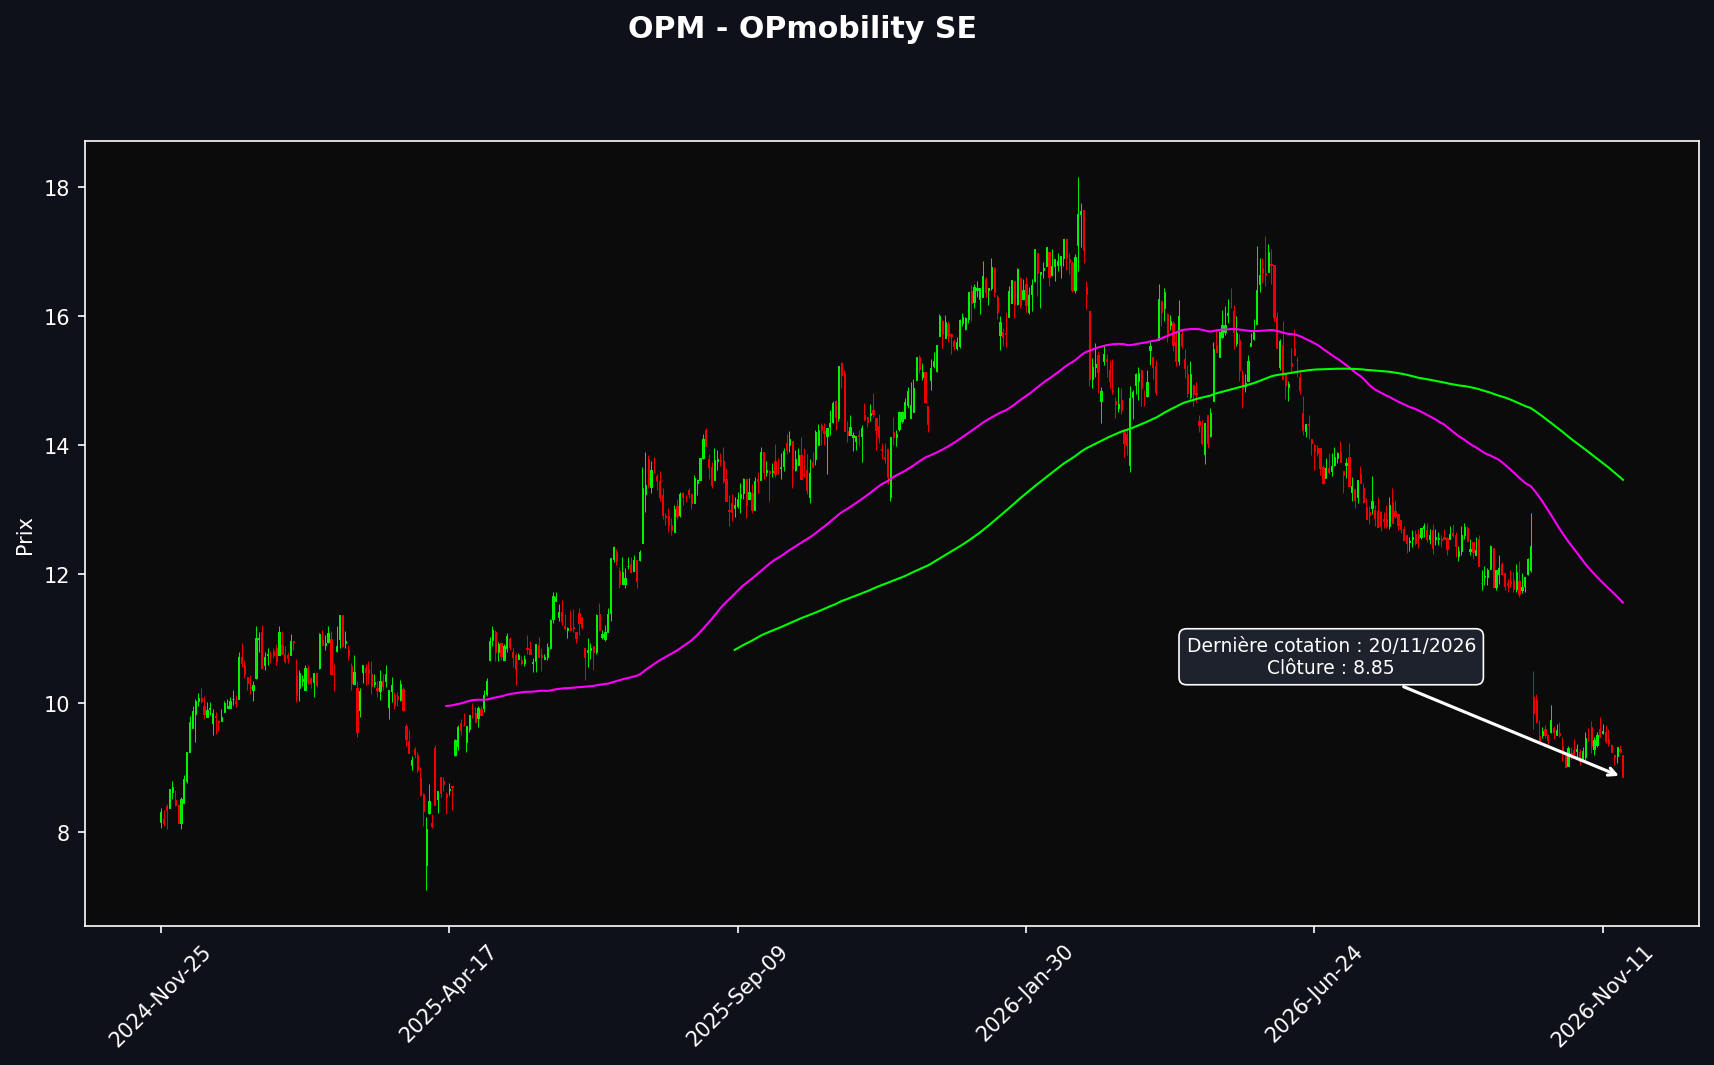 OPM - OPmobility SE
Prix
18
16
14
12
10
8
Dernière cotation : 20/11/2026
Clôture : 8.85
2024-Nov-25
2025-Apr-17
2025-Sep-09
2026-Jan-30
2026-Jun-24
2026-Nov-11